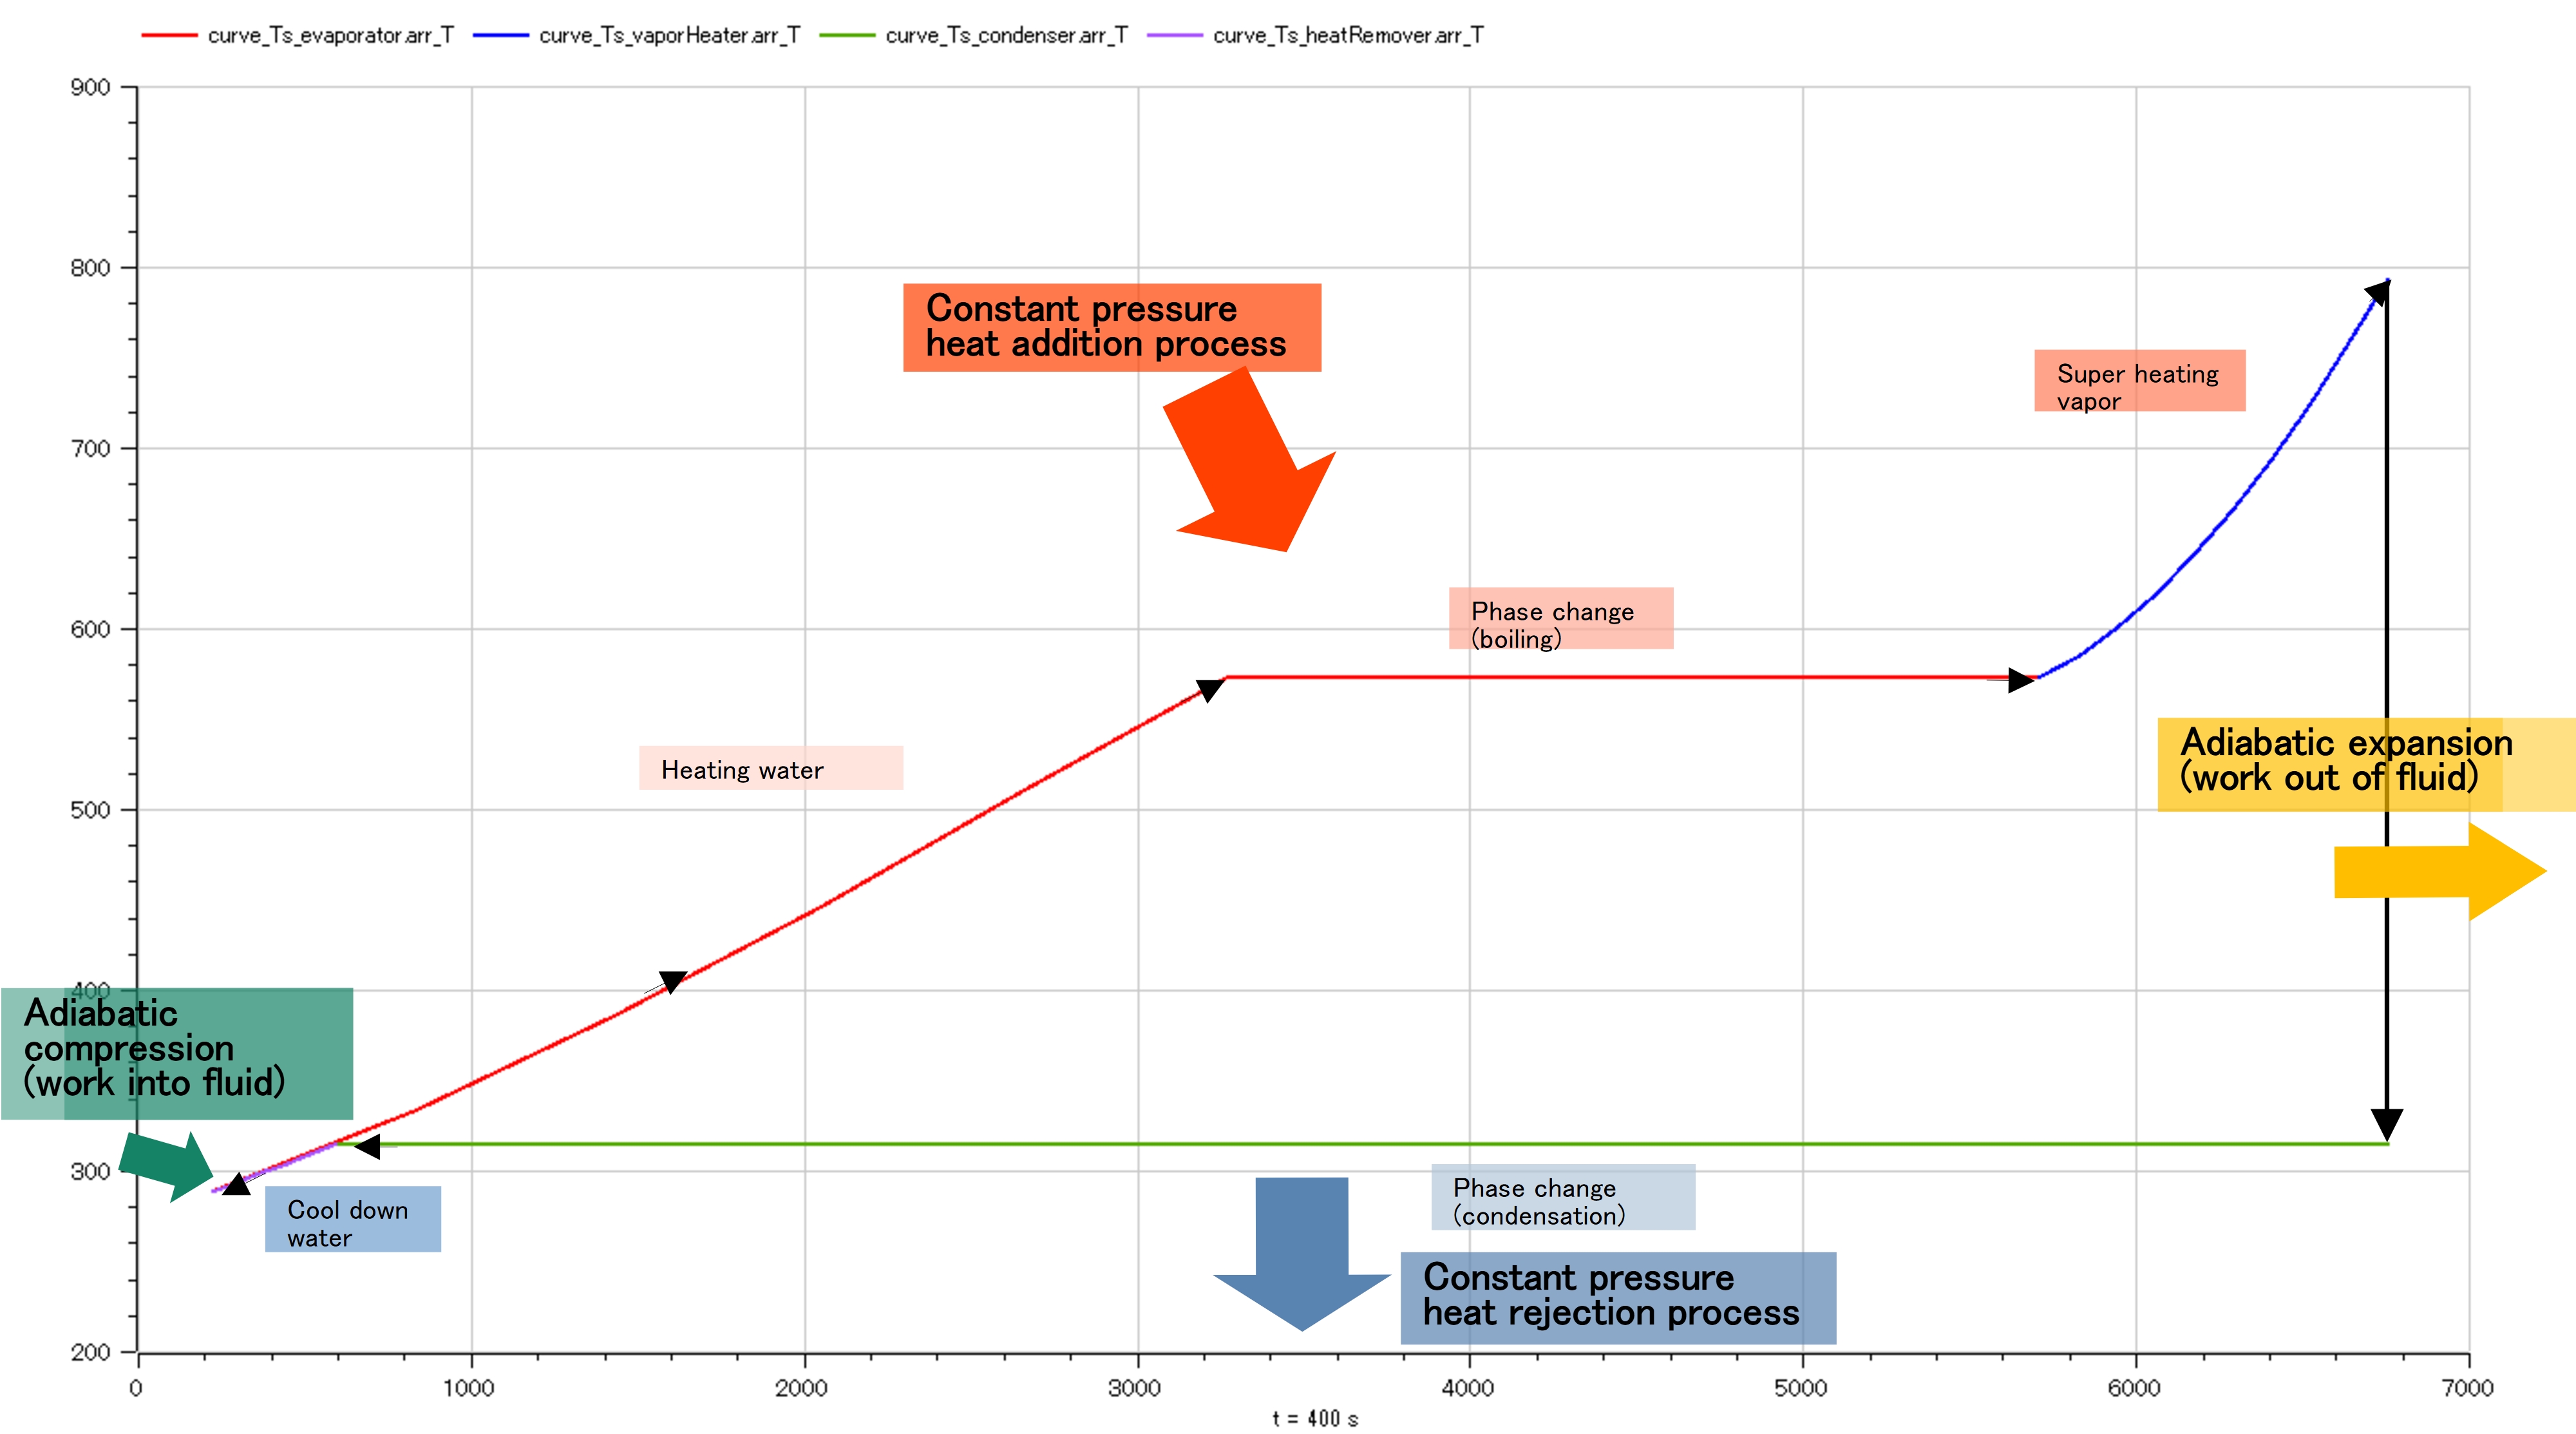 curve_Ts_evaporator.arr_T curve_Ts_vaporHeater.arr_T curve_Ts_condenser.arr_T curve_Ts_heatRemover.arr_T
900
800
Constant pressure
heat addition process
Super heating
vapor
700
Phase change
(boiling)
600
Adiabatic expansion
(work out of fluid)
Heating water
500
400
Adiabatic
compression
(work into fluid)
300
Cool down
water
Phase change
(condensation)
Constant pressure
heat rejection process
200
0 1000 2000 3000 4000 5000 6000 7000
t = 400 s